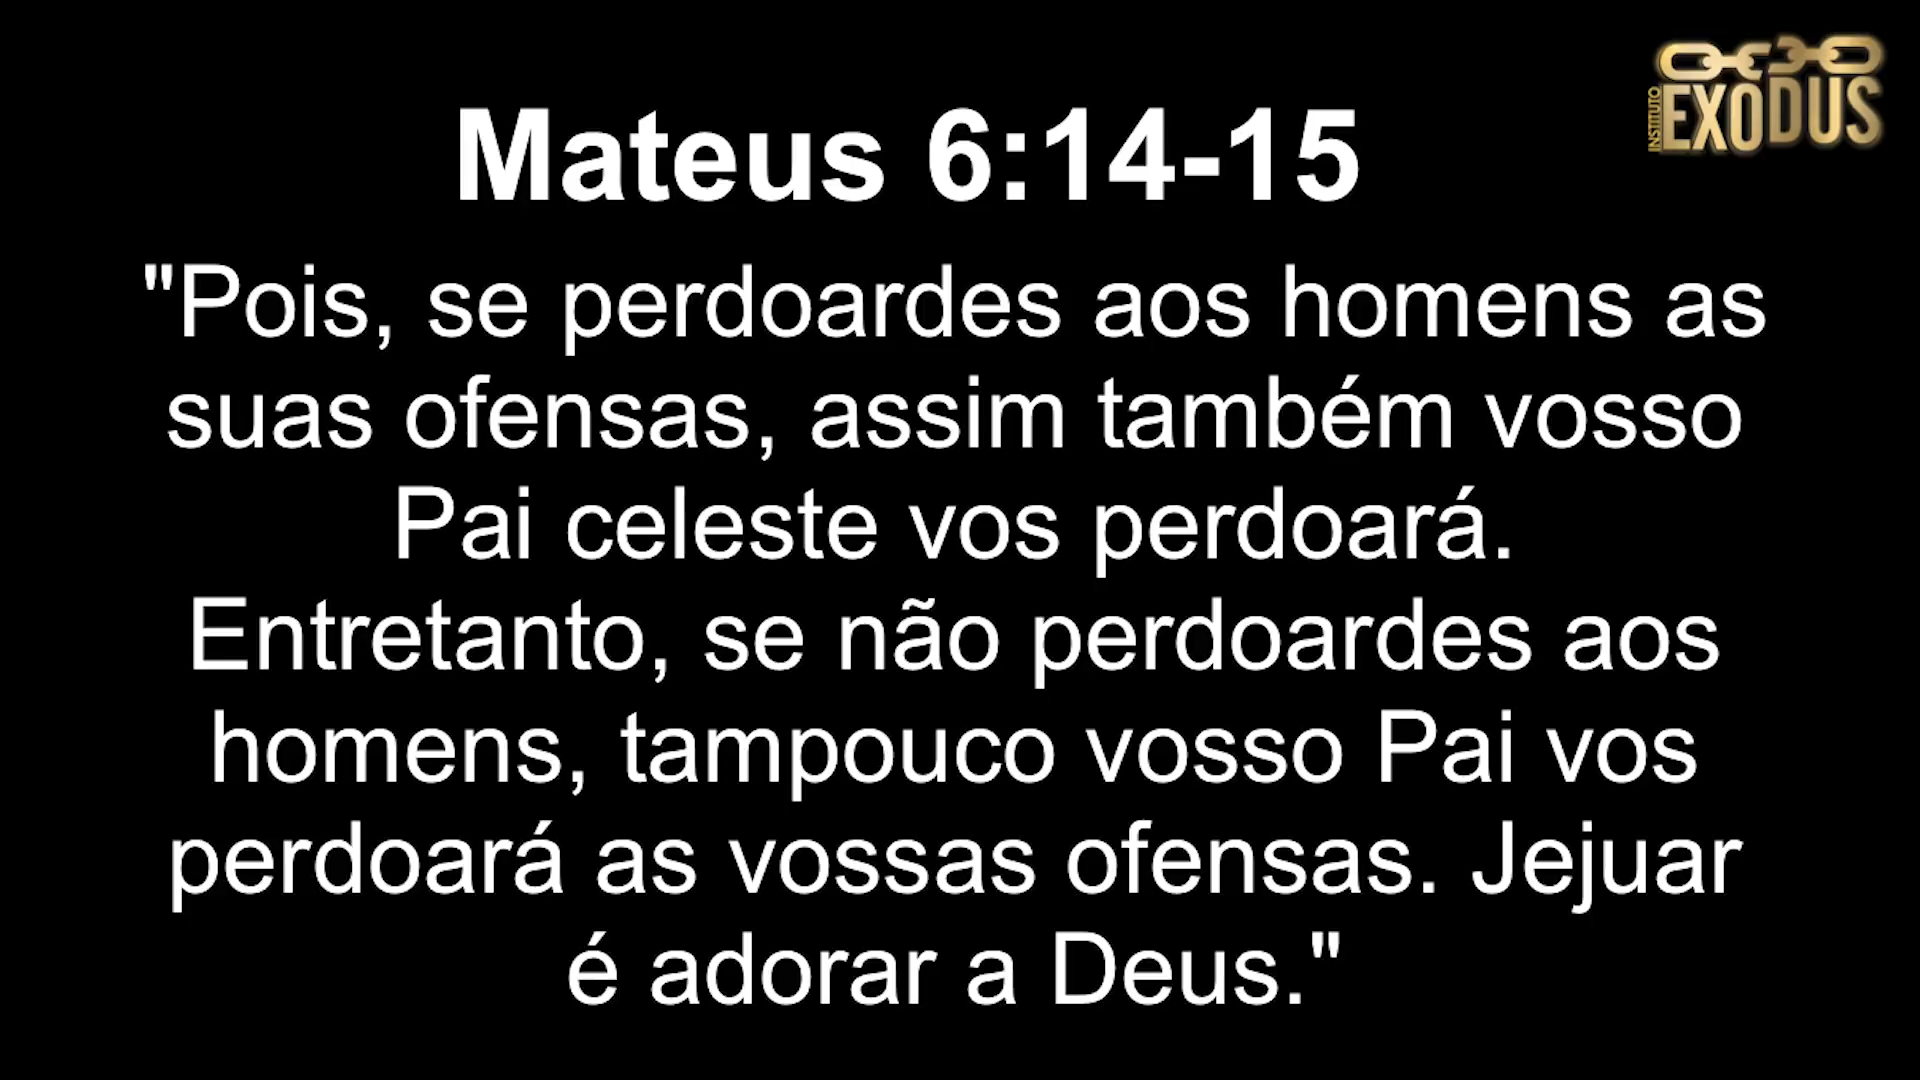 INSTITUTO
EXODUS
Mateus 6:14-15
"Pois, se perdoardes aos homens as
suas ofensas, assim também vosso
Pai celeste vos perdoará.
Entretanto, se não perdoardes aos
homens, tampouco vosso Pai vos
perdoará as vossas ofensas. Jejuar
é adorar a Deus."